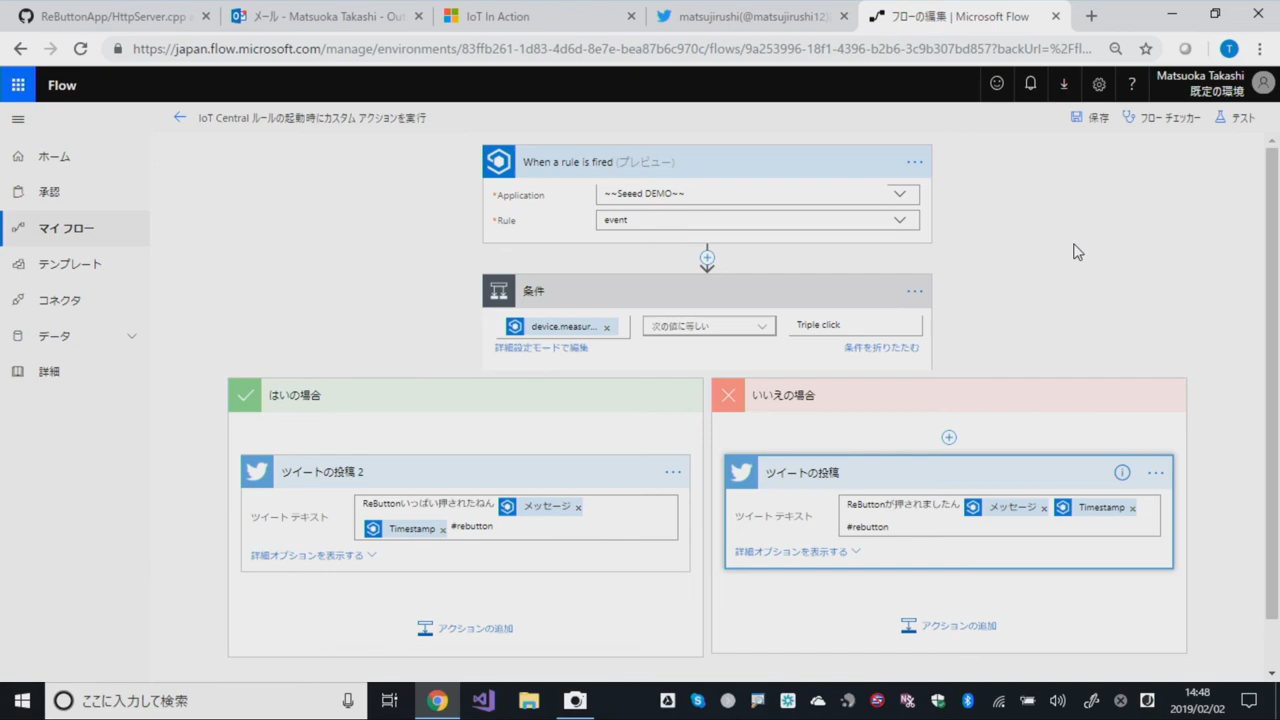 ReButtonApp/HttpServer.cpp x
メール - Matsuoka Takashi - Out
IoT In Action
matsujirushi(@matsujirushi12)
フローの編集 | Microsoft Flow
https://japan.flow.microsoft.com/manage/environments/83ffb261-1d83-4d6d-8e7e-bea87b6c970c/flows/9a253996-18f1-4396-b2b6-3c9b307bd857?backUrl=%2Ffl...
T
Flow
Matsuoka Takashi
既定の環境
IoT Central ルールの起動時にカスタム アクションを実行
保存
フロー チェッカー
テスト
ホーム
承認
マイ フロー
テンプレート
コネクタ
データ
詳細
When a rule is fired (プレビュー)
*Application
~~Seeed DEMO~~
*Rule
event
条件
device.measur... x
次の値に等しい
Triple click
詳細設定モードで編集
条件を折りたたむ
はいの場合
ツイートの投稿 2
ツイート テキスト
ReButtonいっぱい押されたねん メッセージ x
Timestamp x #rebutton
詳細オプションを表示する
アクションの追加
いいえの場合
ツイートの投稿
ツイート テキスト
ReButtonが押されましたん メッセージ x Timestamp x
#rebutton
詳細オプションを表示する
アクションの追加
ここに入力して検索
14:48
2019/02/02